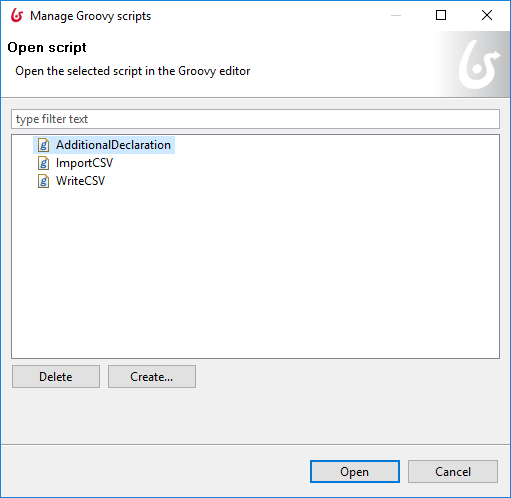 Manage Groovy scripts
Open script
Open the selected script in the Groovy editor
type filter text
AdditionalDeclaration
ImportCSV
WriteCSV
Delete
Create...
Open
Cancel